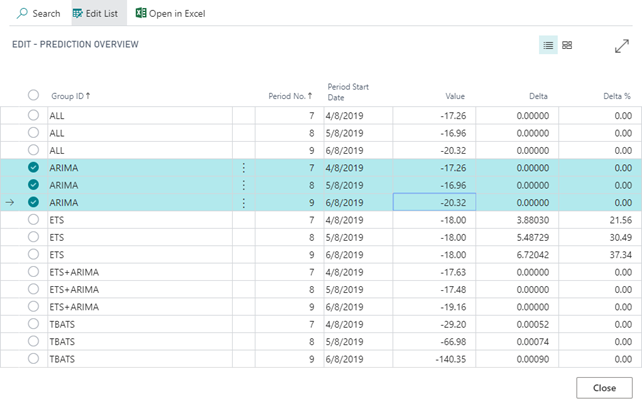 Search Edit List Open in Excel
EDIT - PREDICTION OVERVIEW
Group ID ↑ Period No. ↑ Period Start Date Value Delta Delta %
ALL 7 4/8/2019 -17.26 0.00000 0.00
ALL 8 5/8/2019 -16.96 0.00000 0.00
ALL 9 6/8/2019 -20.32 0.00000 0.00
ARIMA 7 4/8/2019 -17.26 0.00000 0.00
ARIMA 8 5/8/2019 -16.96 0.00000 0.00
ARIMA 9 6/8/2019 -20.32 0.00000 0.00
ETS 7 4/8/2019 -18.00 3.88030 21.56
ETS 8 5/8/2019 -18.00 5.48729 30.49
ETS 9 6/8/2019 -18.00 6.72042 37.34
ETS+ARIMA 7 4/8/2019 -17.63 0.00000 0.00
ETS+ARIMA 8 5/8/2019 -17.48 0.00000 0.00
ETS+ARIMA 9 6/8/2019 -19.16 0.00000 0.00
TBATS 7 4/8/2019 -29.20 0.00052 0.00
TBATS 8 5/8/2019 -66.98 0.00074 0.00
TBATS 9 6/8/2019 -140.35 0.00090 0.00
Close